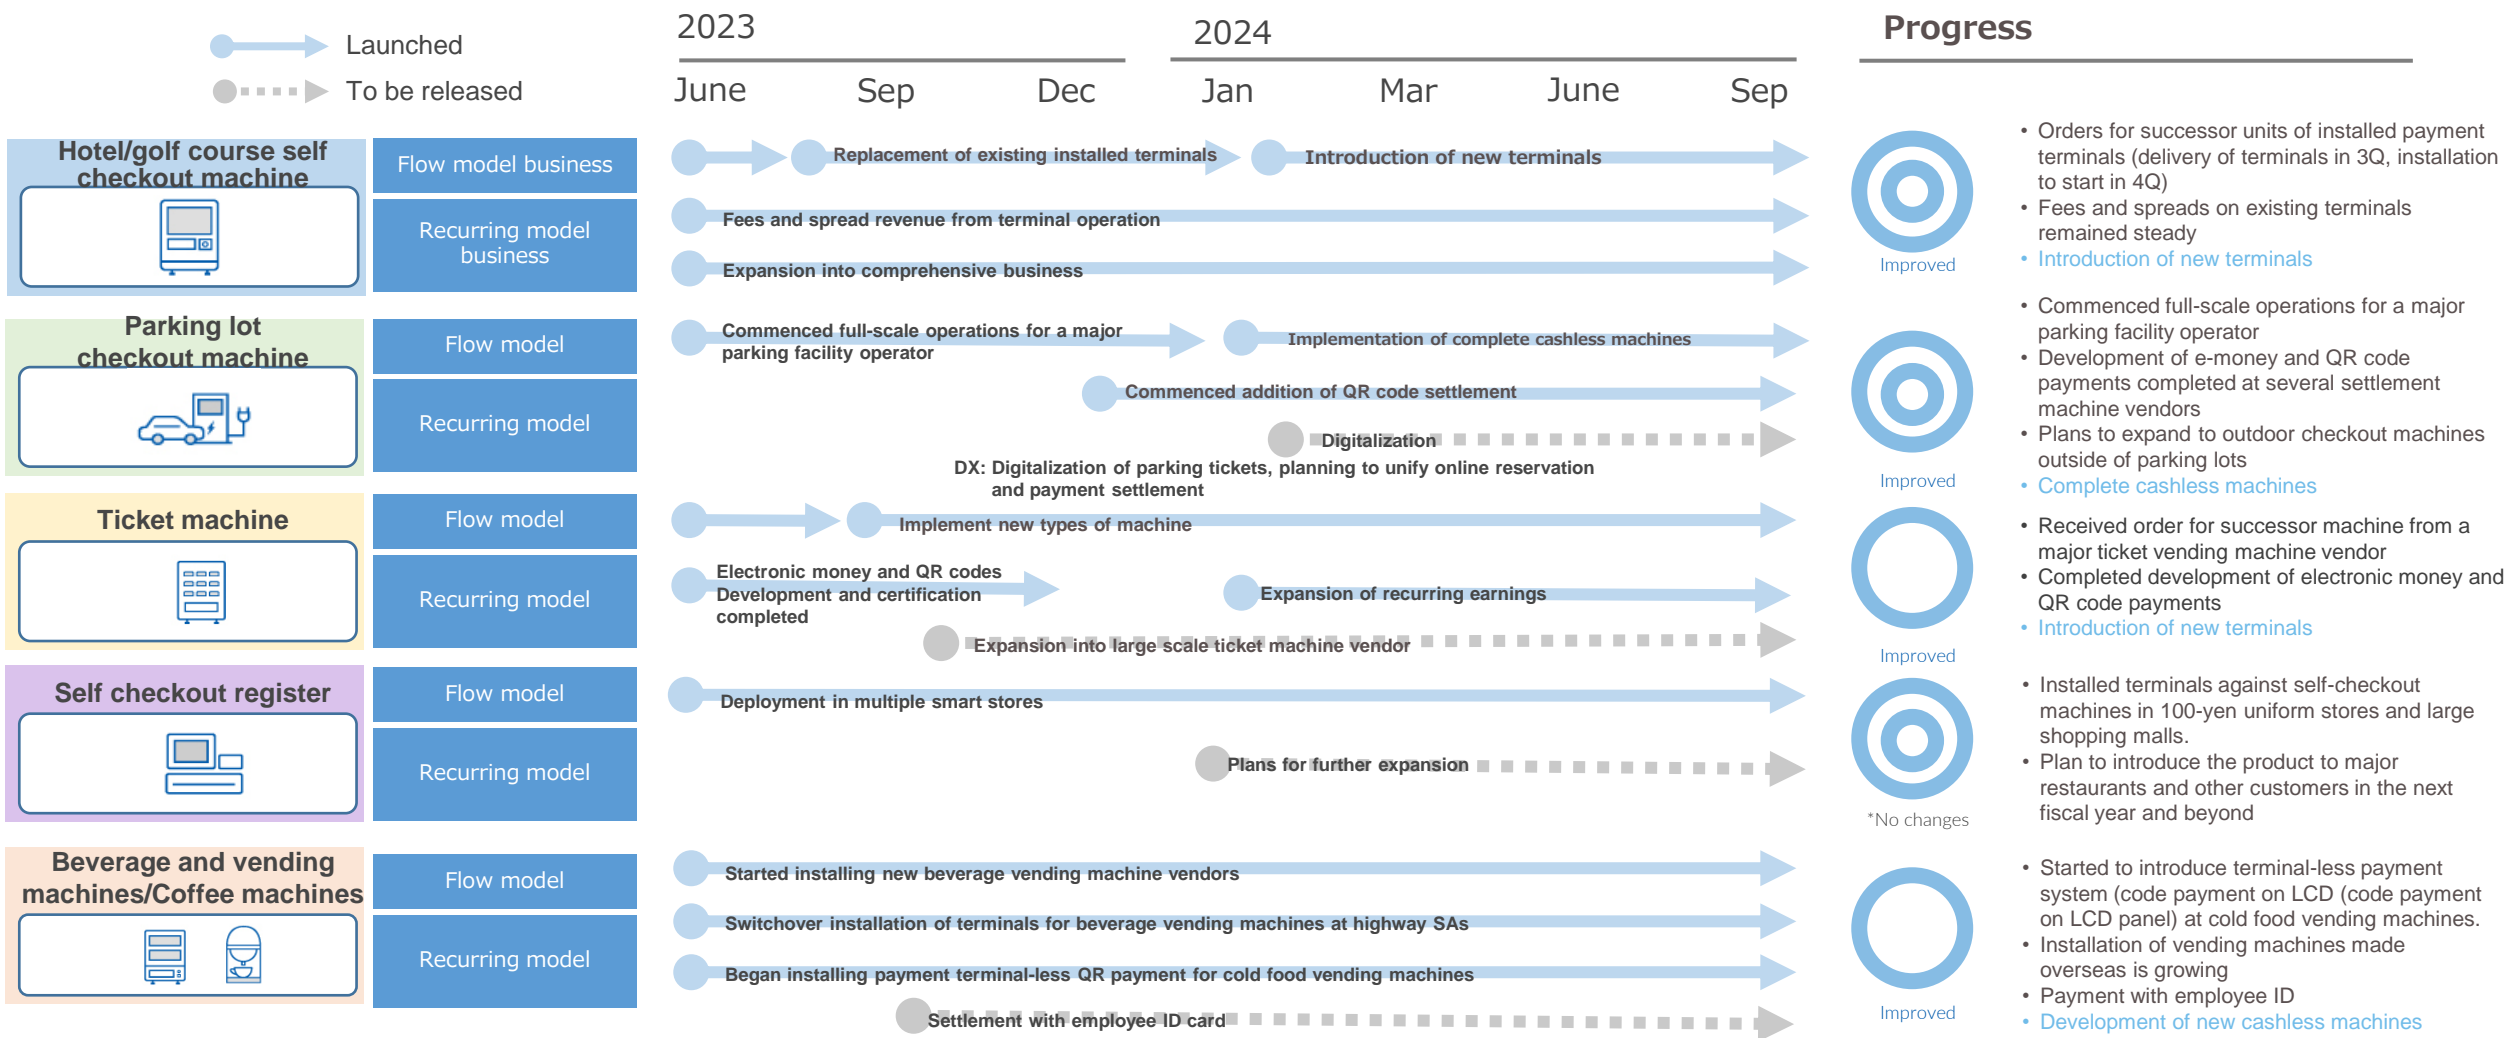 2023
2024
Progress
Launched
To be released
June
Sep
Dec
Jan
Mar
June
Sep
Hotel/golf course self
checkout machine
Flow model business
Recurring model
business
Replacement of existing installed terminals
Introduction of new terminals
Fees and spread revenue from terminal operation
Expansion into comprehensive business
Improved
• Orders for successor units of installed payment
terminals (delivery of terminals in 3Q, installation
to start in 4Q)
• Fees and spreads on existing terminals
remained steady
• Introduction of new terminals
Parking lot
checkout machine
Flow model
Recurring model
Commenced full-scale operations for a major
parking facility operator
Implementation of complete cashless machines
Commenced addition of QR code settlement
Digitalization
DX: Digitalization of parking tickets, planning to unify online reservation
and payment settlement
Improved
• Commenced full-scale operations for a major
parking facility operator
• Development of e-money and QR code
payments completed at several settlement
machine vendors
• Plans to expand to outdoor checkout machines
outside of parking lots
• Complete cashless machines
Ticket machine
Flow model
Recurring model
Implement new types of machine
Electronic money and QR codes
Development and certification
completed
Expansion of recurring earnings
Expansion into large scale ticket machine vendor
Improved
• Received order for successor machine from a
major ticket vending machine vendor
• Completed development of electronic money and
QR code payments
• Introduction of new terminals
Self checkout register
Flow model
Recurring model
Deployment in multiple smart stores
Plans for further expansion
*No changes
• Installed terminals against self-checkout
machines in 100-yen uniform stores and large
shopping malls.
• Plan to introduce the product to major
restaurants and other customers in the next
fiscal year and beyond
Beverage and vending
machines/Coffee machines
Flow model
Recurring model
Started installing new beverage vending machine vendors
Switchover installation of terminals for beverage vending machines at highway SAs
Began installing payment terminal-less QR payment for cold food vending machines
Settlement with employee ID card
Improved
• Started to introduce terminal-less payment
system (code payment on LCD (code payment
on LCD panel) at cold food vending machines.
• Installation of vending machines made
overseas is growing
• Payment with employee ID
• Development of new cashless machines